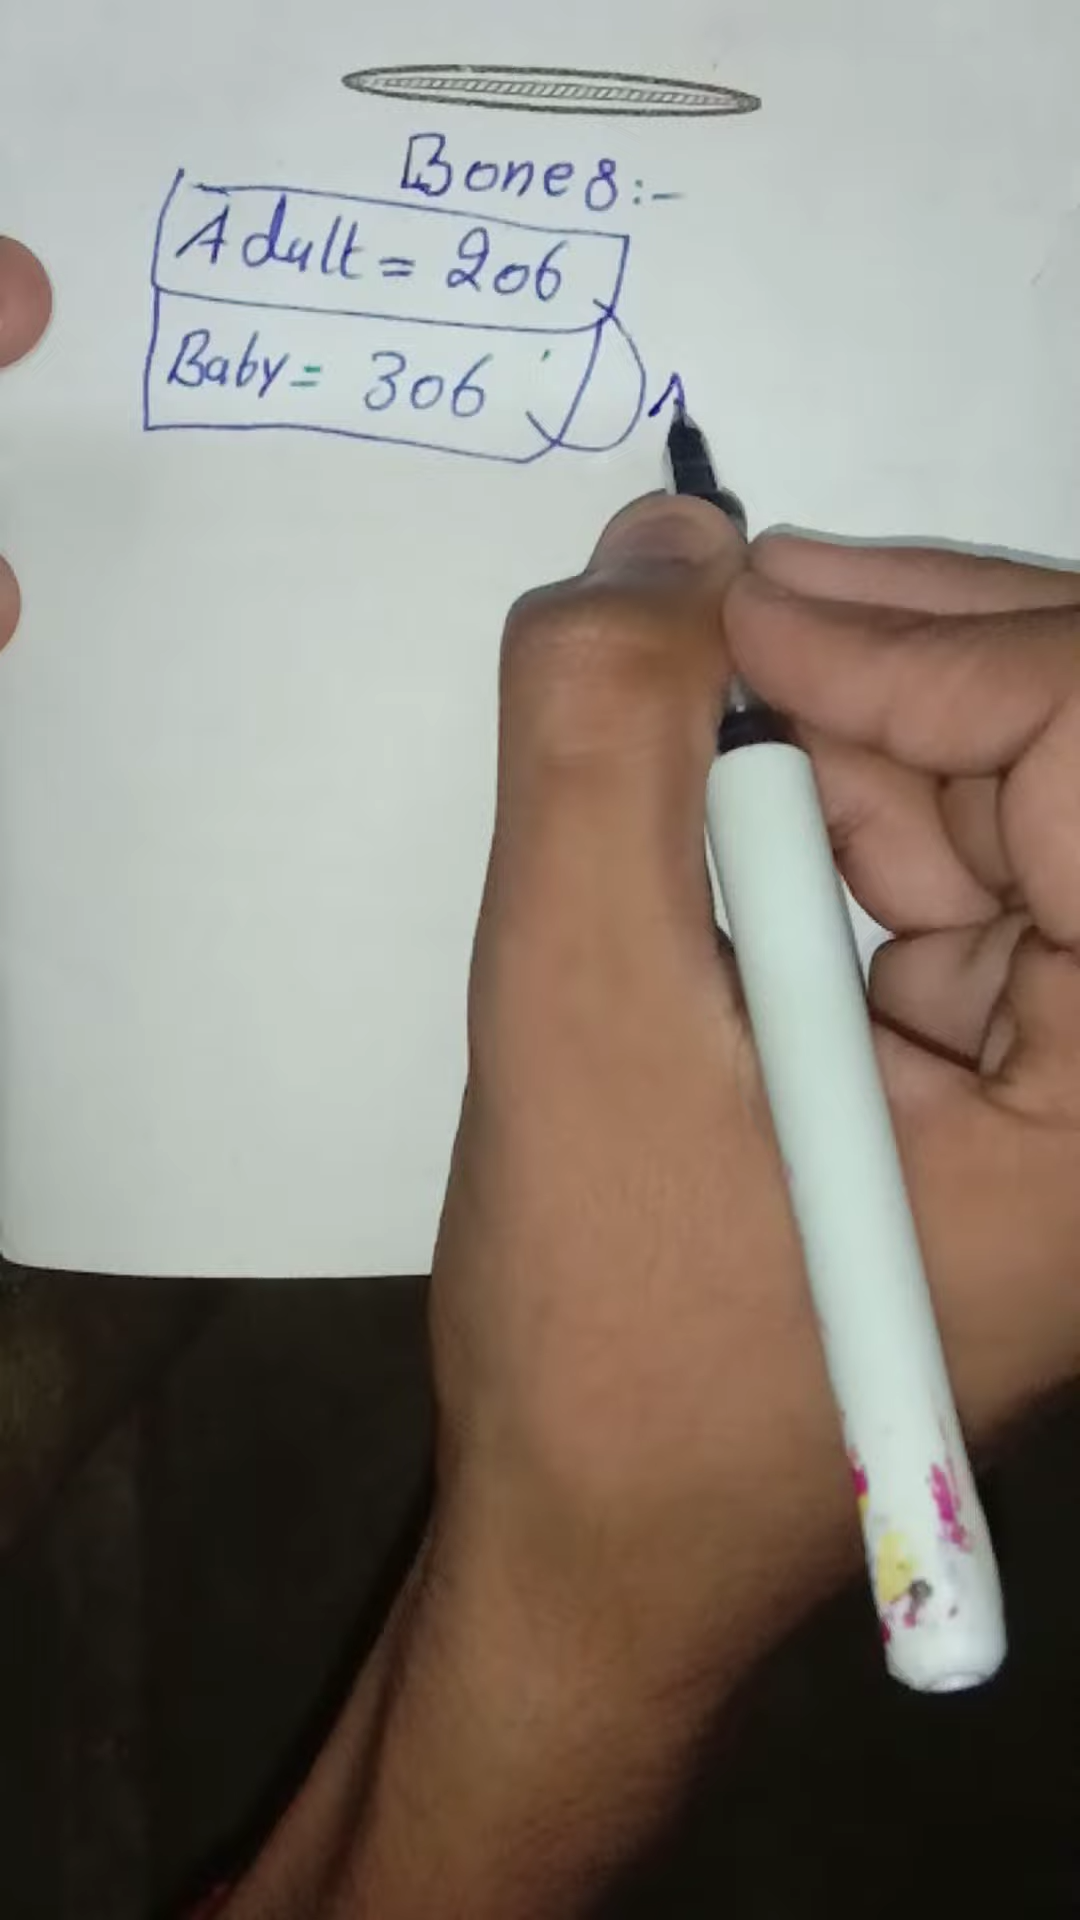 Bones:-
Adult = 206
Baby = 306